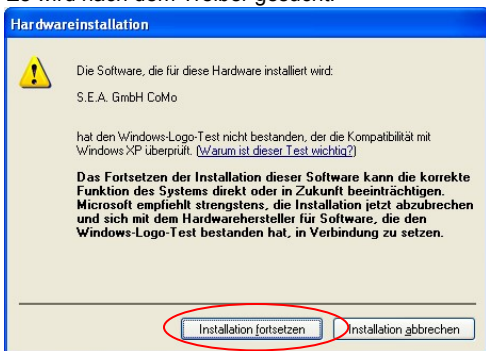 Es wird nach dem Treiber gesucht.
Hardwareinstallation
Die Software, die für diese Hardware installiert wird:
S.E.A. GmbH CoMo
hat den Windows-Logo-Test nicht bestanden, der die Kompatibilität mit
Windows XP überprüft. (Warum ist dieser Test wichtig?)
Das Fortsetzen der Installation dieser Software kann die korrekte
Funktion des Systems direkt oder in Zukunft beeinträchtigen.
Microsoft empfiehlt strengstens, die Installation jetzt abzubrechen
und sich mit dem Hardwarehersteller für Software, die den
Windows-Logo-Test bestanden hat, in Verbindung zu setzen.
Installation fortsetzen Installation abbrechen